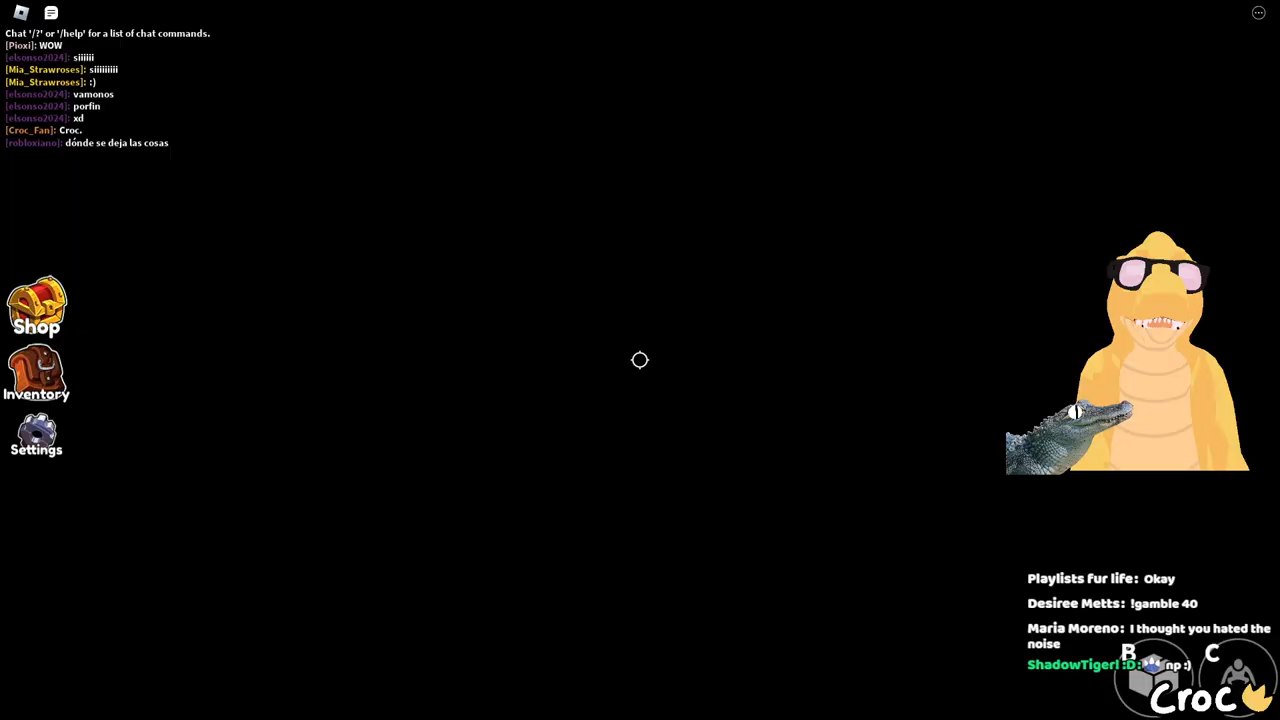 Chat '/?' or '/help' for a list of chat commands.
[Pioxi]: WOW
[elsonso2024]: siiiiii
[Mia_Strawroses]: siiiiiiiii
[Mia_Strawroses]: :)
[elsonso2024]: vamonos
[elsonso2024]: porfin
[elsonso2024]: xd
[Croc_Fan]: Croc.
[robloxiano]: dónde se deja las cosas
Shop
Inventory
Settings
Playlists fur life: Okay
Desiree Metts: !gamble 40
Maria Moreno: I thought you hated the
noise
B
C
ShadowTiger! :D: np :)
Croc